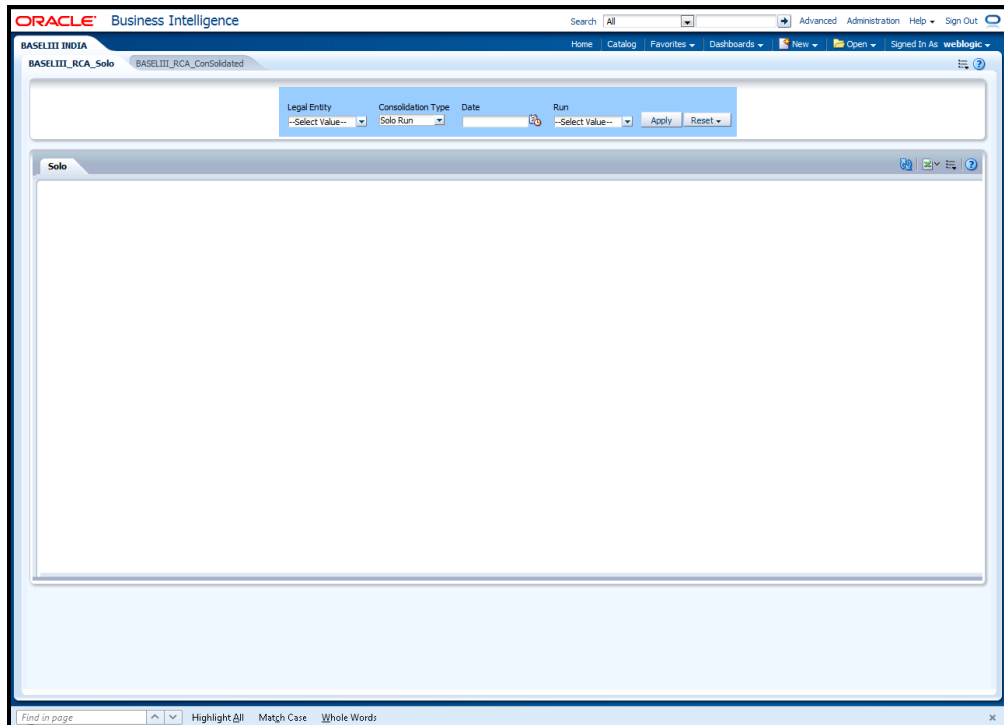 ORACLE Business Intelligence Search All Advanced Administration Help Sign Out
BASELIII INDIA Home Catalog Favorites Dashboards New Open Signed In As weblogic
BASELIII_RCA_Solo BASELIII_RCA_ConSolidated
Legal Entity Consolidation Type Date Run
--Select Value-- Solo Run --Select Value-- Apply Reset
Solo
Find in page Highlight All Match Case Whole Words